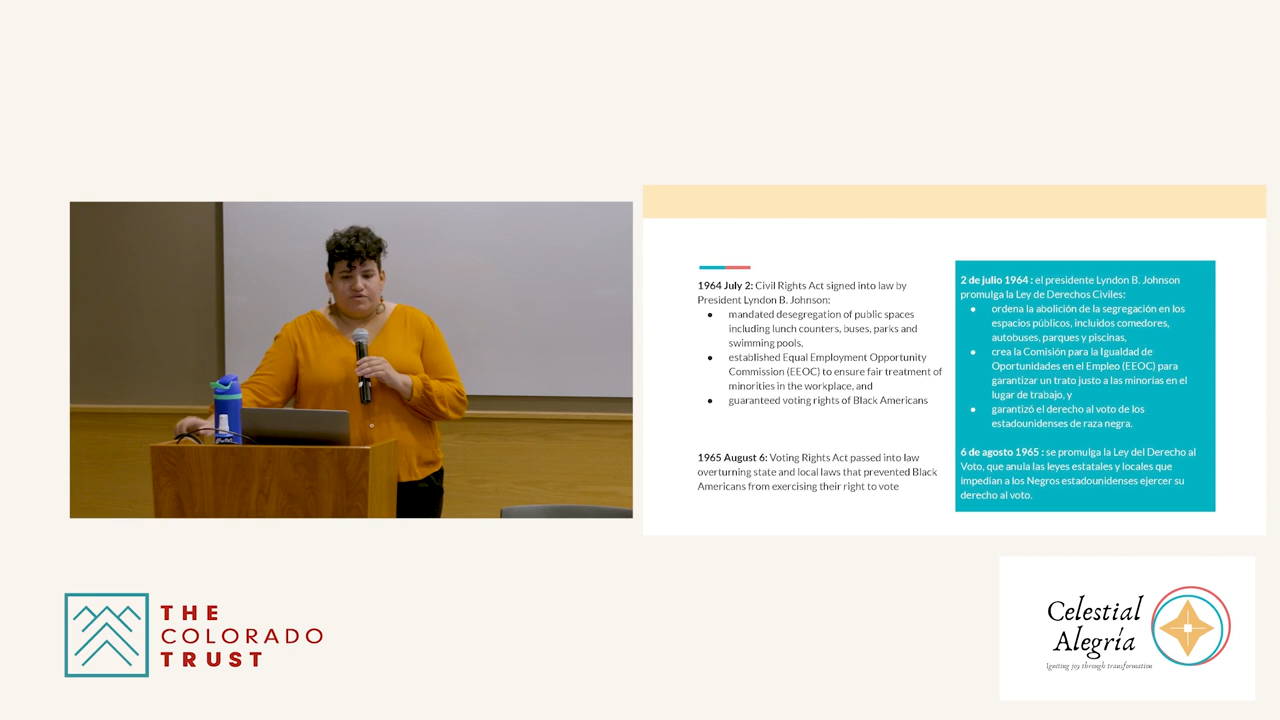 1964 July 2: Civil Rights Act signed into law by
President Lyndon B. Johnson:
● mandated desegregation of public spaces
including lunch counters, buses, parks and
swimming pools,
● established Equal Employment Opportunity
Commission (EEOC) to ensure fair treatment of
minorities in the workplace, and
● guaranteed voting rights of Black Americans
1965 August 6: Voting Rights Act passed into law
overturning state and local laws that prevented Black
Americans from exercising their right to vote
2 de julio 1964 : el presidente Lyndon B. Johnson
promulga la Ley de Derechos Civiles:
● ordena la abolición de la segregación en los
espacios públicos, incluidos comedores,
autobuses, parques y piscinas,
● crea la Comisión para la Igualdad de
Oportunidades en el Empleo (EEOC) para
garantizar un trato justo a las minorías en el
lugar de trabajo, y
● garantizó el derecho al voto de los
estadounidenses de raza negra.
6 de agosto 1965 : se promulga la Ley del Derecho al
Voto, que anula las leyes estatales y locales que
impedían a los Negros estadounidenses ejercer su
derecho al voto.
THE
COLORADO
TRUST
Celestial
Alegría
Igniting joy through transformation